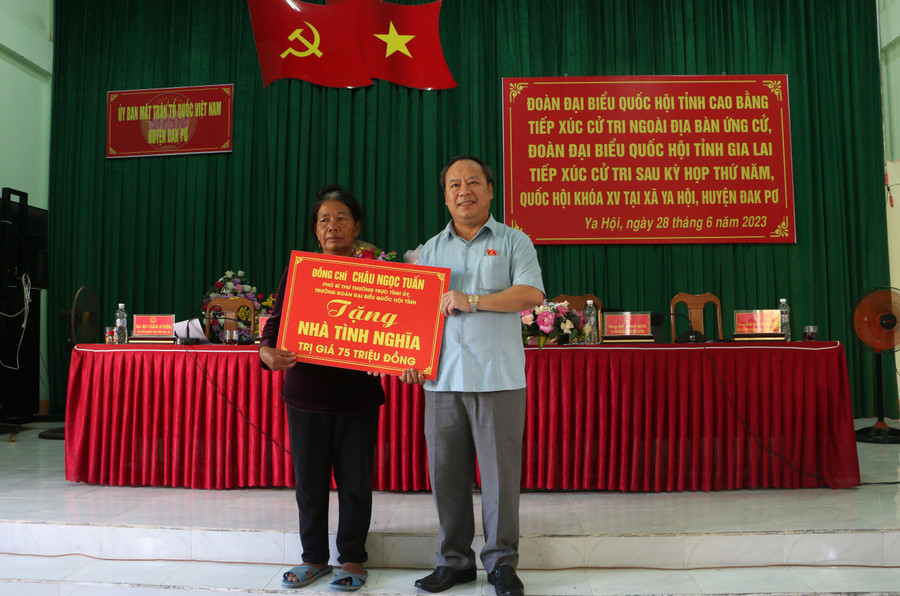 ỦY BAN MẶT TRẬN TỔ QUỐC VIỆT NAM
HUYỆN ĐAK PƠ
ĐOÀN ĐẠI BIỂU QUỐC HỘI TỈNH CAO BẰNG
TIẾP XÚC CỬ TRI NGOÀI ĐỊA BÀN ỨNG CỬ,
ĐOÀN ĐẠI BIỂU QUỐC HỘI TỈNH GIA LAI
TIẾP XÚC CỬ TRI SAU KỲ HỌP THỨ NĂM,
QUỐC HỘI KHÓA XV TẠI XÃ YA HỘI, HUYỆN ĐAK PƠ
Ya Hội, ngày 28 tháng 6 năm 2023
ĐỒNG CHÍ CHÂU NGỌC TUẤN
PHÓ BÍ THƯ THƯỜNG TRỰC TỈNH ỦY,
TRƯỞNG ĐOÀN ĐẠI BIỂU QUỐC HỘI TỈNH
Tặng
NHÀ TÌNH NGHĨA
TRỊ GIÁ 75 TRIỆU ĐỒNG